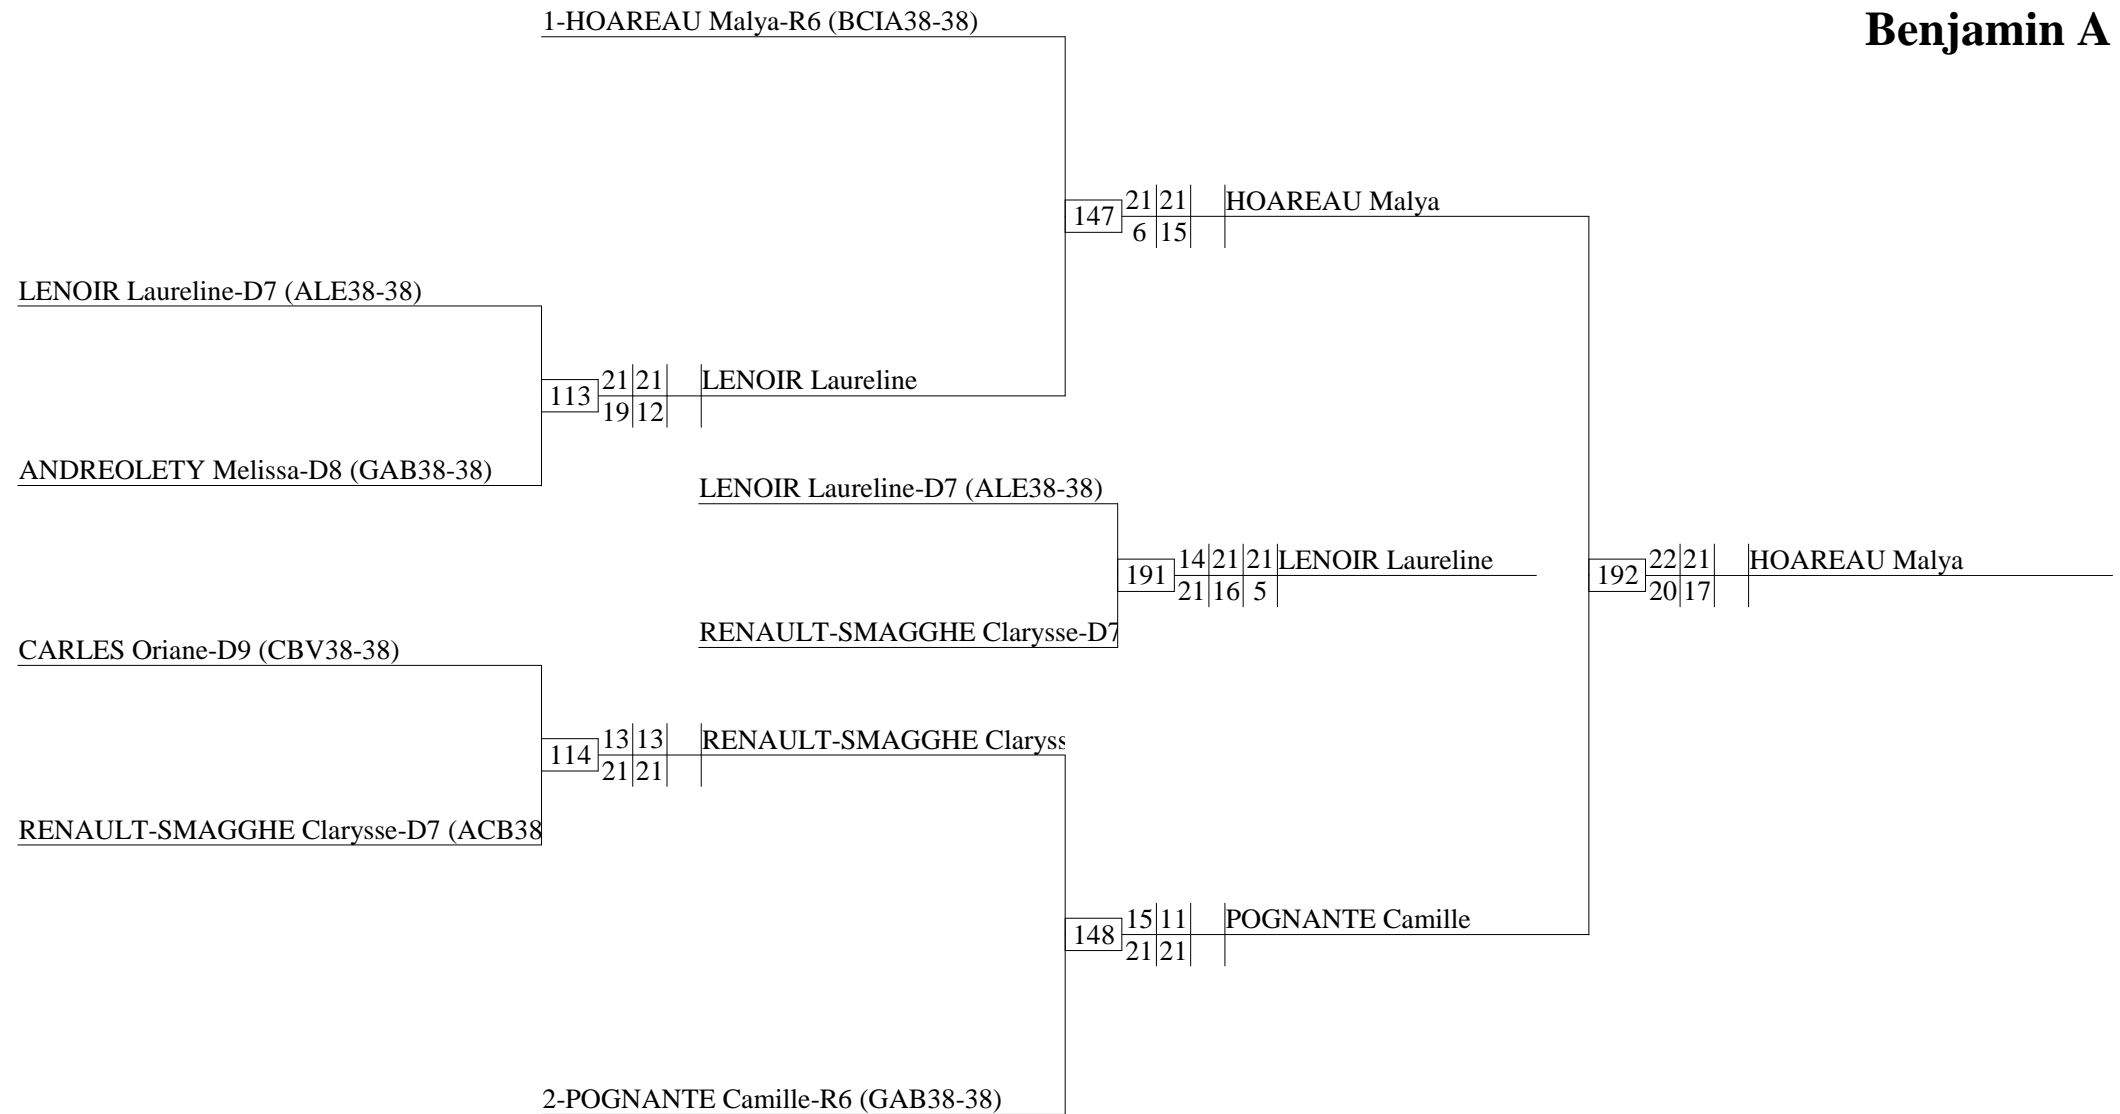 1-HOAREAU Malya-R6 (BCIA38-38)
Benjamin A
147 21 21 HOAREAU Malya
6 15
LENOIR Laureline-D7 (ALE38-38)
113 21 21 LENOIR Laureline
19 12
ANDREOLETY Melissa-D8 (GAB38-38)
LENOIR Laureline-D7 (ALE38-38)
191 14 21 21 LENOIR Laureline
21 16 5
192 22 21 HOAREAU Malya
20 17
RENAULT-SMAGGHE Clarysse-D7
CARLES Oriane-D9 (CBV38-38)
114 13 13 RENAULT-SMAGGHE Claryss
21 21
RENAULT-SMAGGHE Clarysse-D7 (ACB38
148 15 11 POGNANTE Camille
21 21
2-POGNANTE Camille-R6 (GAB38-38)